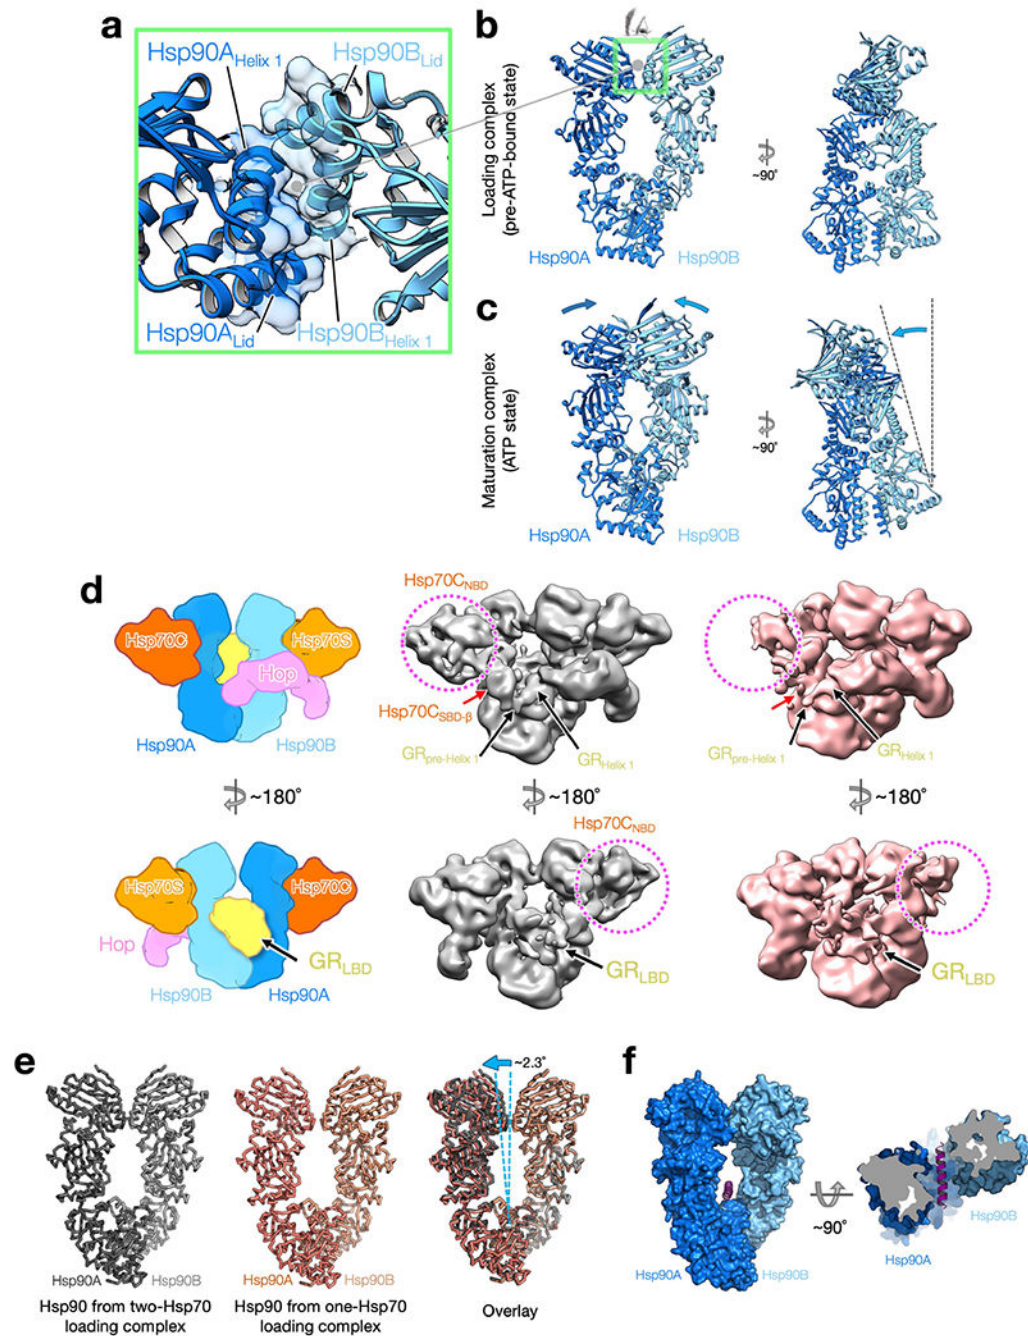 a
Hsp90A Helix 1
Hsp90B Lid
Hsp90A Lid
Hsp90B Helix 1
b
Loading complex
(pre-ATP-bound state)
~90°
Hsp90A
Hsp90B
c
Maturation complex
(ATP state)
~90°
Hsp90A
Hsp90B
d
Hsp70C
Hsp70S
Hop
Hsp90A
Hsp90B
Hsp70C NBD
Hsp70C SBD-β
GR pre-Helix 1
GR Helix 1
GR pre-Helix 1
GR Helix 1
~180°
~180°
~180°
Hsp70S
Hsp70C
Hop
GR LBD
Hsp90B
Hsp90A
Hsp70C NBD
GR LBD
GR LBD
e
~2.3°
Hsp90A
Hsp90B
Hsp90 from two-Hsp70
loading complex
Hsp90A
Hsp90B
Hsp90 from one-Hsp70
loading complex
Overlay
f
Hsp90A
Hsp90B
~90°
Hsp90B
Hsp90A